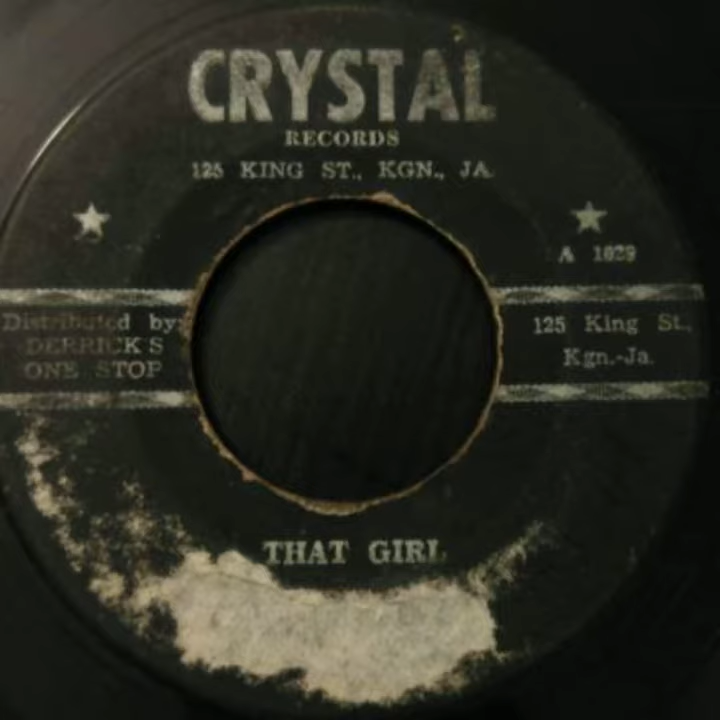 CRYSTAL
RECORDS
125 KING ST., KGN., JA.
A 1029
Distributed by:
DERRICK'S
ONE STOP
125 King St.,
Kgn.-Ja.
THAT GIRL